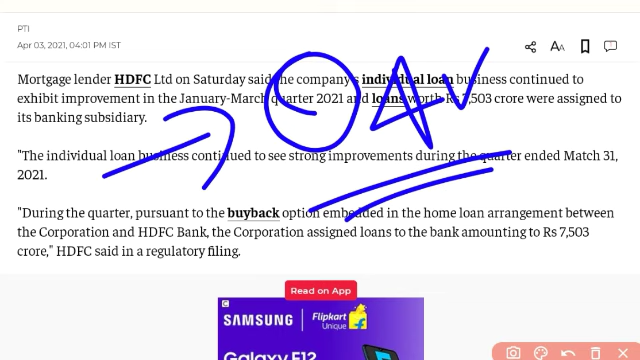 PTI
Apr 03, 2021, 04:01 PM IST
AA
Mortgage lender HDFC Ltd on Saturday said the company's individual loan business continued to
exhibit improvement in the January-March quarter 2021 and loans worth Rs 7,503 crore were assigned to
its banking subsidiary.
"The individual loan business continued to see strong improvements during the quarter ended Match 31,
2021.
"During the quarter, pursuant to the buyback option embedded in the home loan arrangement between
the Corporation and HDFC Bank, the Corporation assigned loans to the bank amounting to Rs 7,503
crore," HDFC said in a regulatory filing.
Read on App
SAMSUNG
Flipkart
Unique
Galaxy F12